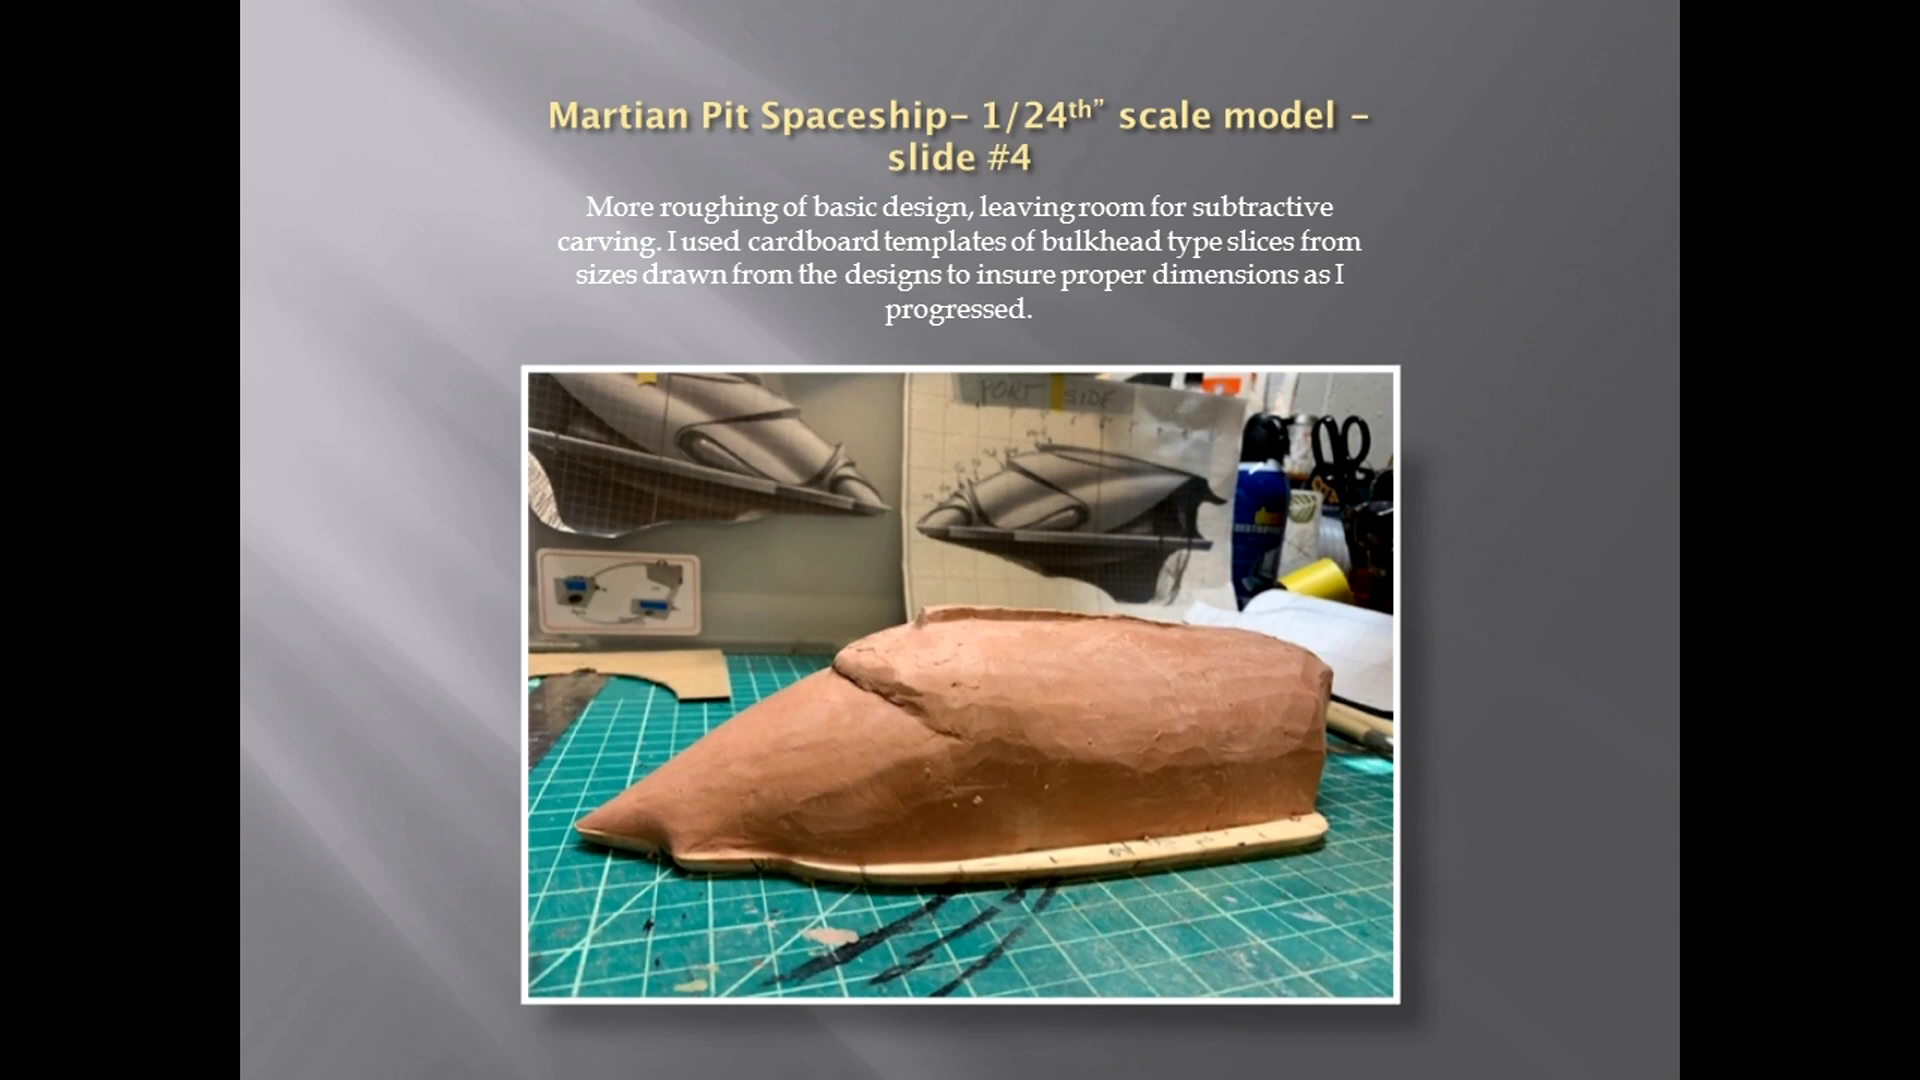 Martian Pit Spaceship– 1/24th” scale model –
slide #4
More roughing of basic design, leaving room for subtractive
carving. I used cardboard templates of bulkhead type slices from
sizes drawn from the designs to insure proper dimensions as I
progressed.
PORT SIDE